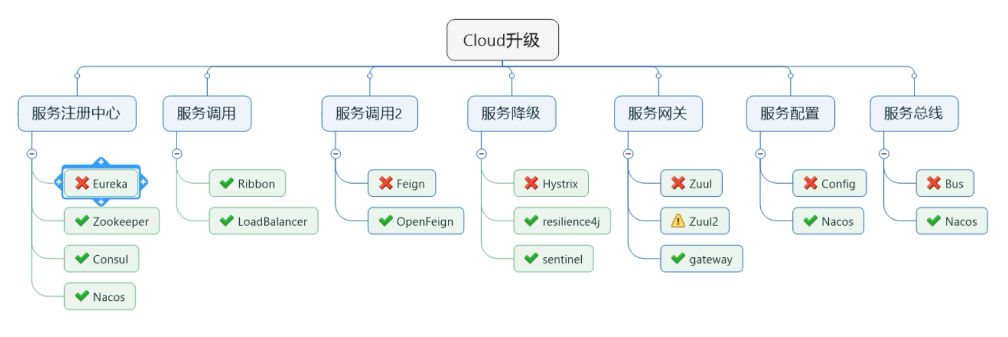 Cloud升级
服务注册中心
Eureka
Zookeeper
Consul
Nacos
服务调用
Ribbon
LoadBalancer
服务调用2
Feign
OpenFeign
服务降级
Hystrix
resilience4j
sentinel
服务网关
Zuul
Zuul2
gateway
服务配置
Config
Nacos
服务总线
Bus
Nacos